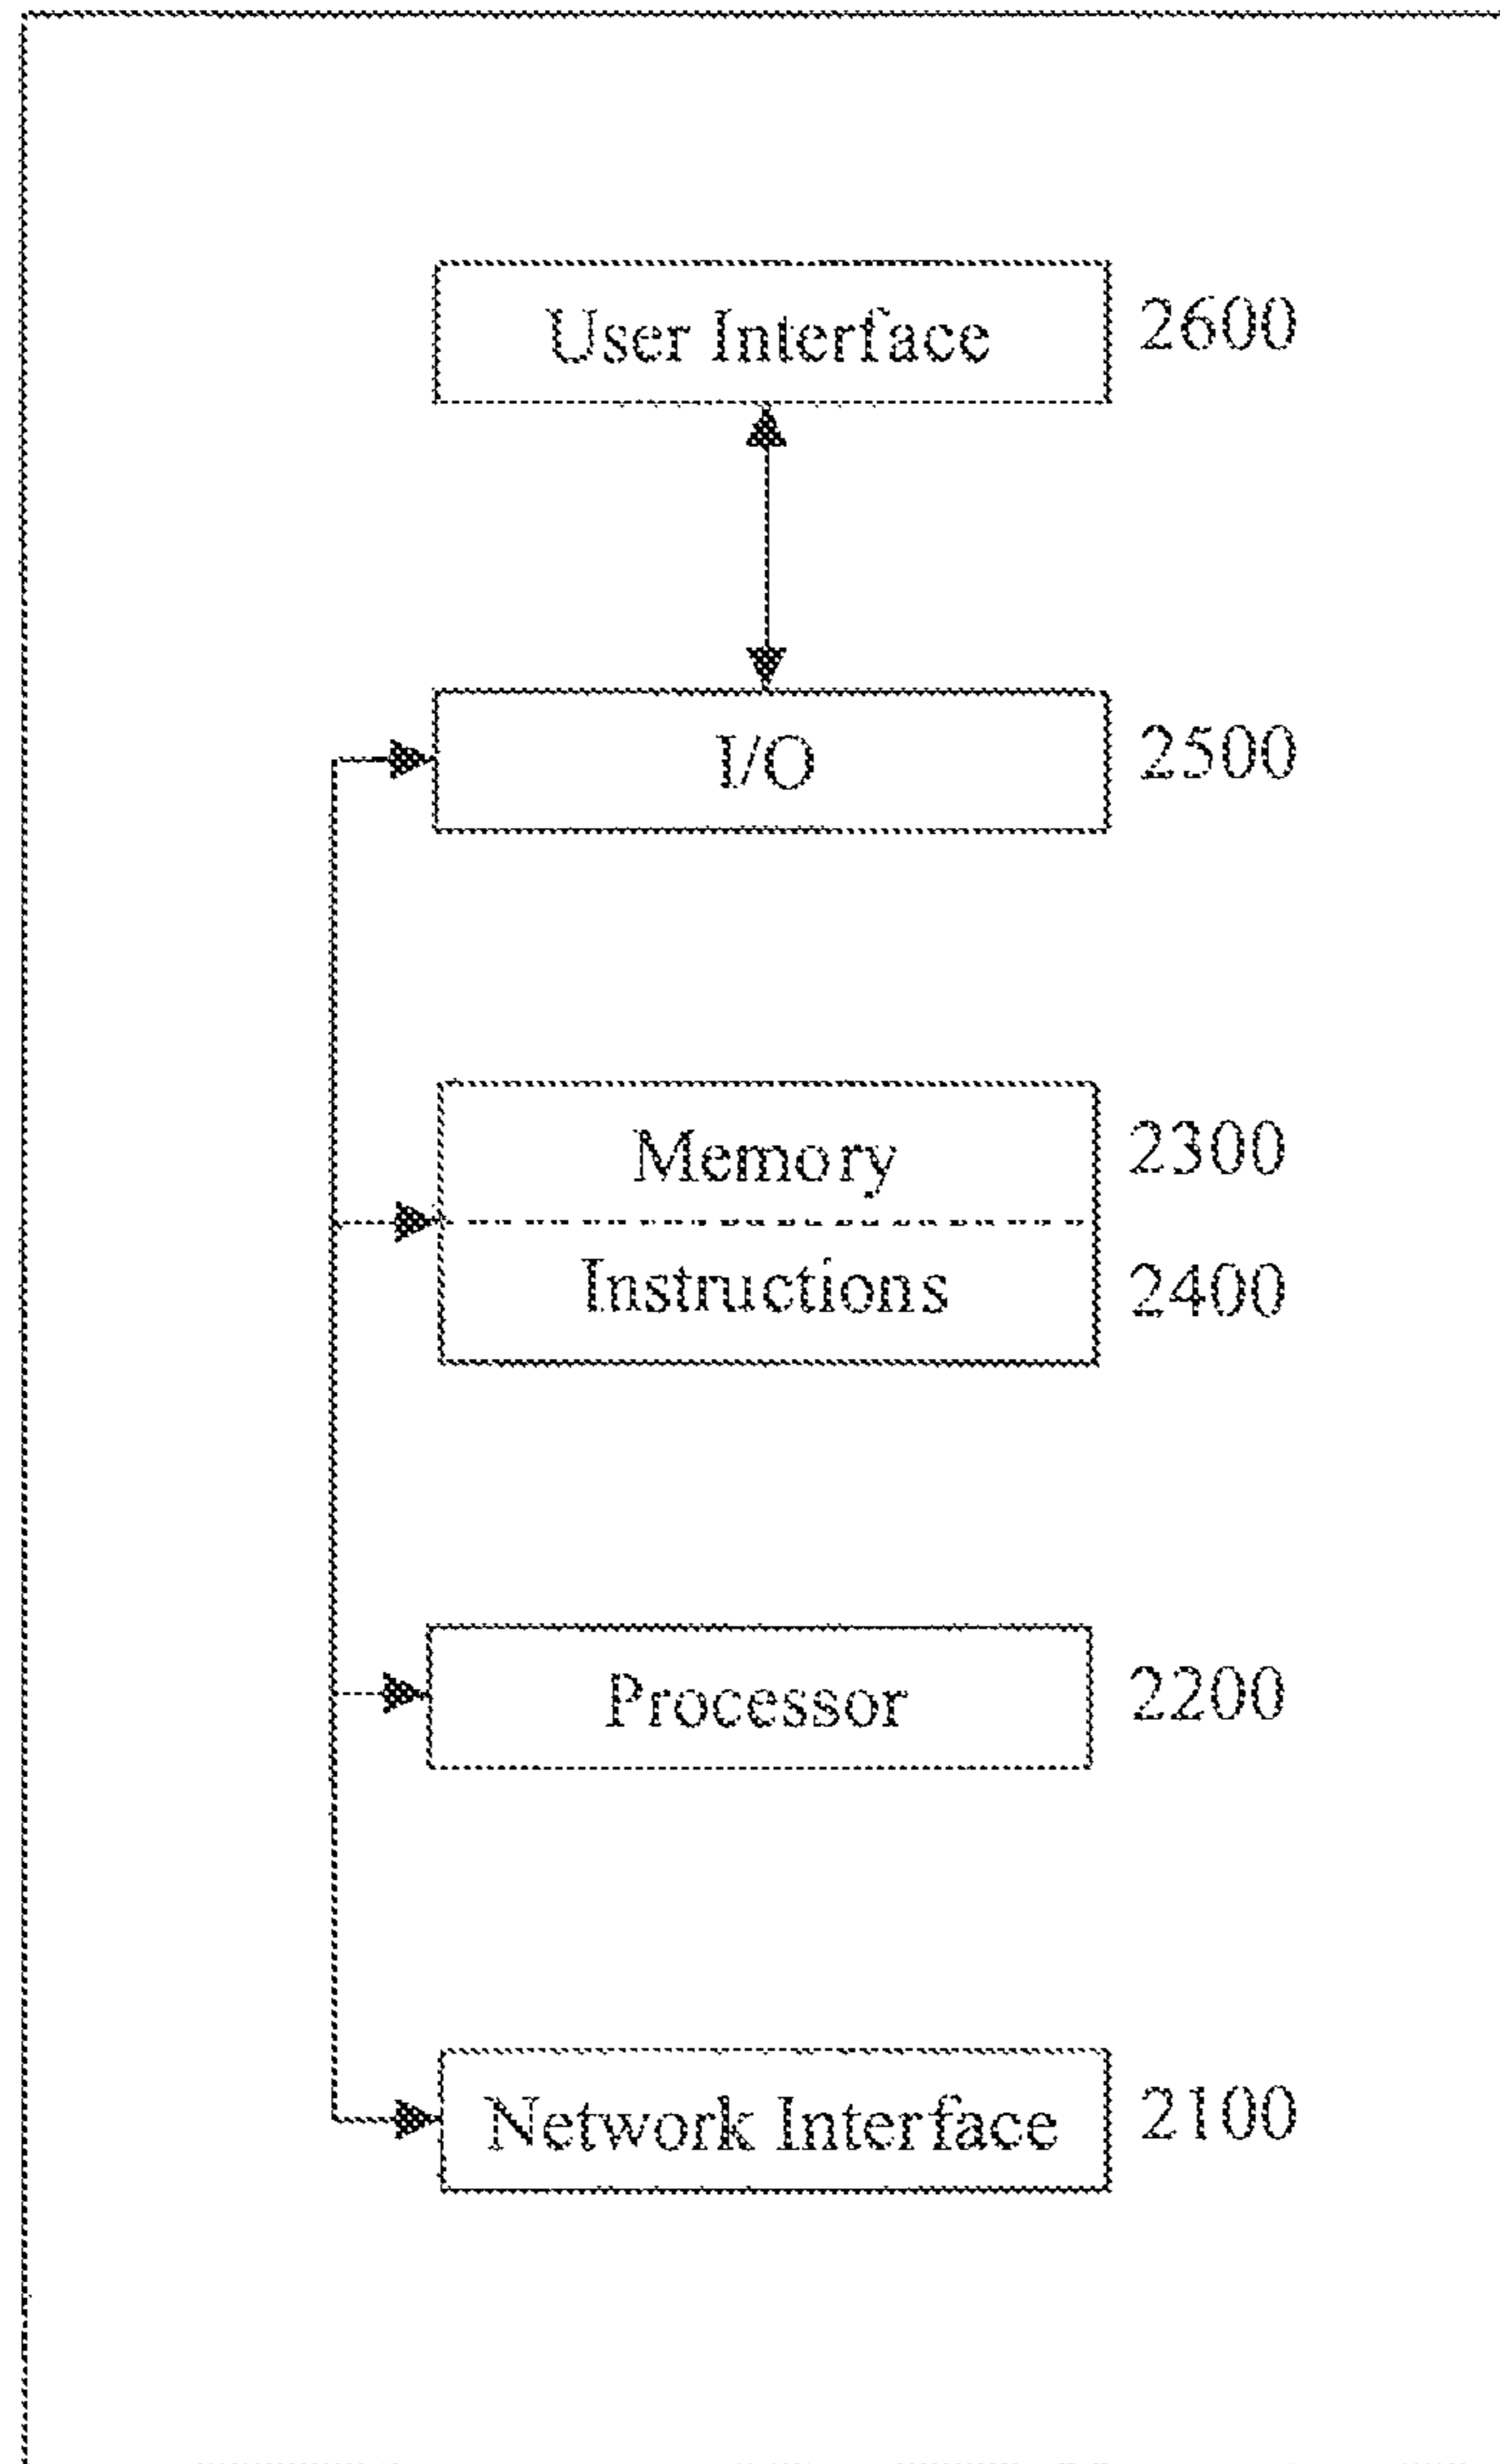 User Interface 2600
I/O 2500
Memory 2300
Instructions 2400
Processor 2200
Network Interface 2100